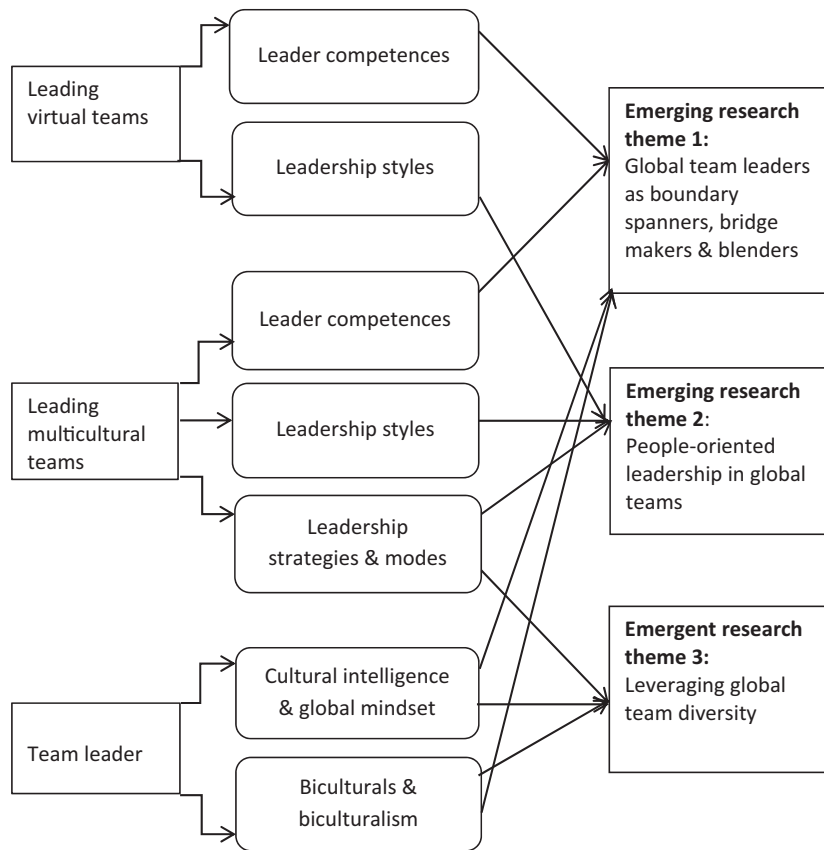 Leading
virtual teams
Leader competences
Leadership styles
Leading
multicultural
teams
Leader competences
Leadership styles
Leadership
strategies & modes
Team leader
Cultural intelligence
& global mindset
Biculturals &
biculturalism
Emerging research
theme 1:
Global team leaders
as boundary
spanners, bridge
makers & blenders
Emerging research
theme 2:
People-oriented
leadership in global
teams
Emergent research
theme 3:
Leveraging global
team diversity